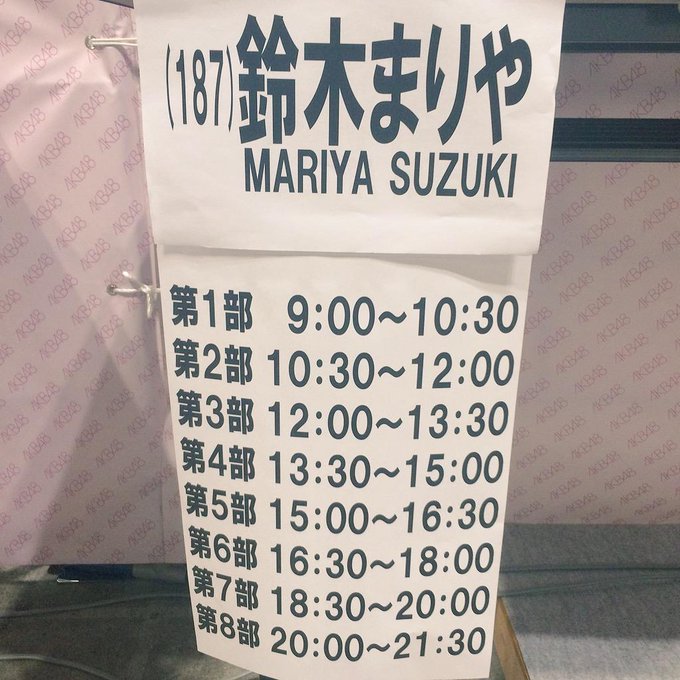 (187)鈴木まりや
MARIYA SUZUKI
第1部 9:00～10:30
第2部 10:30～12:00
第3部 12:00～13:30
第4部 13:30～15:00
第5部 15:00～16:30
第6部 16:30～18:00
第7部 18:30～20:00
第8部 20:00～21:30
AKB48